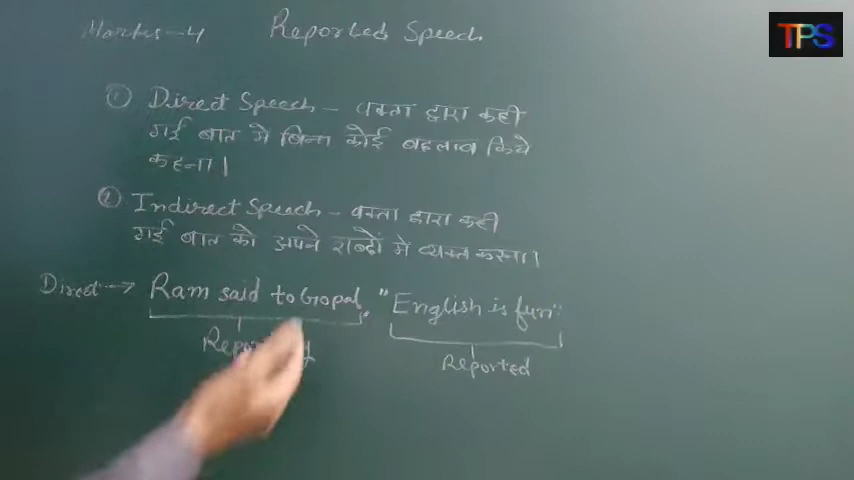 Marks-4 Reported Speech
TPS
① Direct Speech – वक्ता द्वारा कही
गई बात में बिना कोई बदलाव किये
कहना।
② Indirect Speech – वक्ता द्वारा कही
गई बात को अपने शब्दों में व्यक्त करना।
Direct → Ram said to Gopal, "English is fun"
Reported